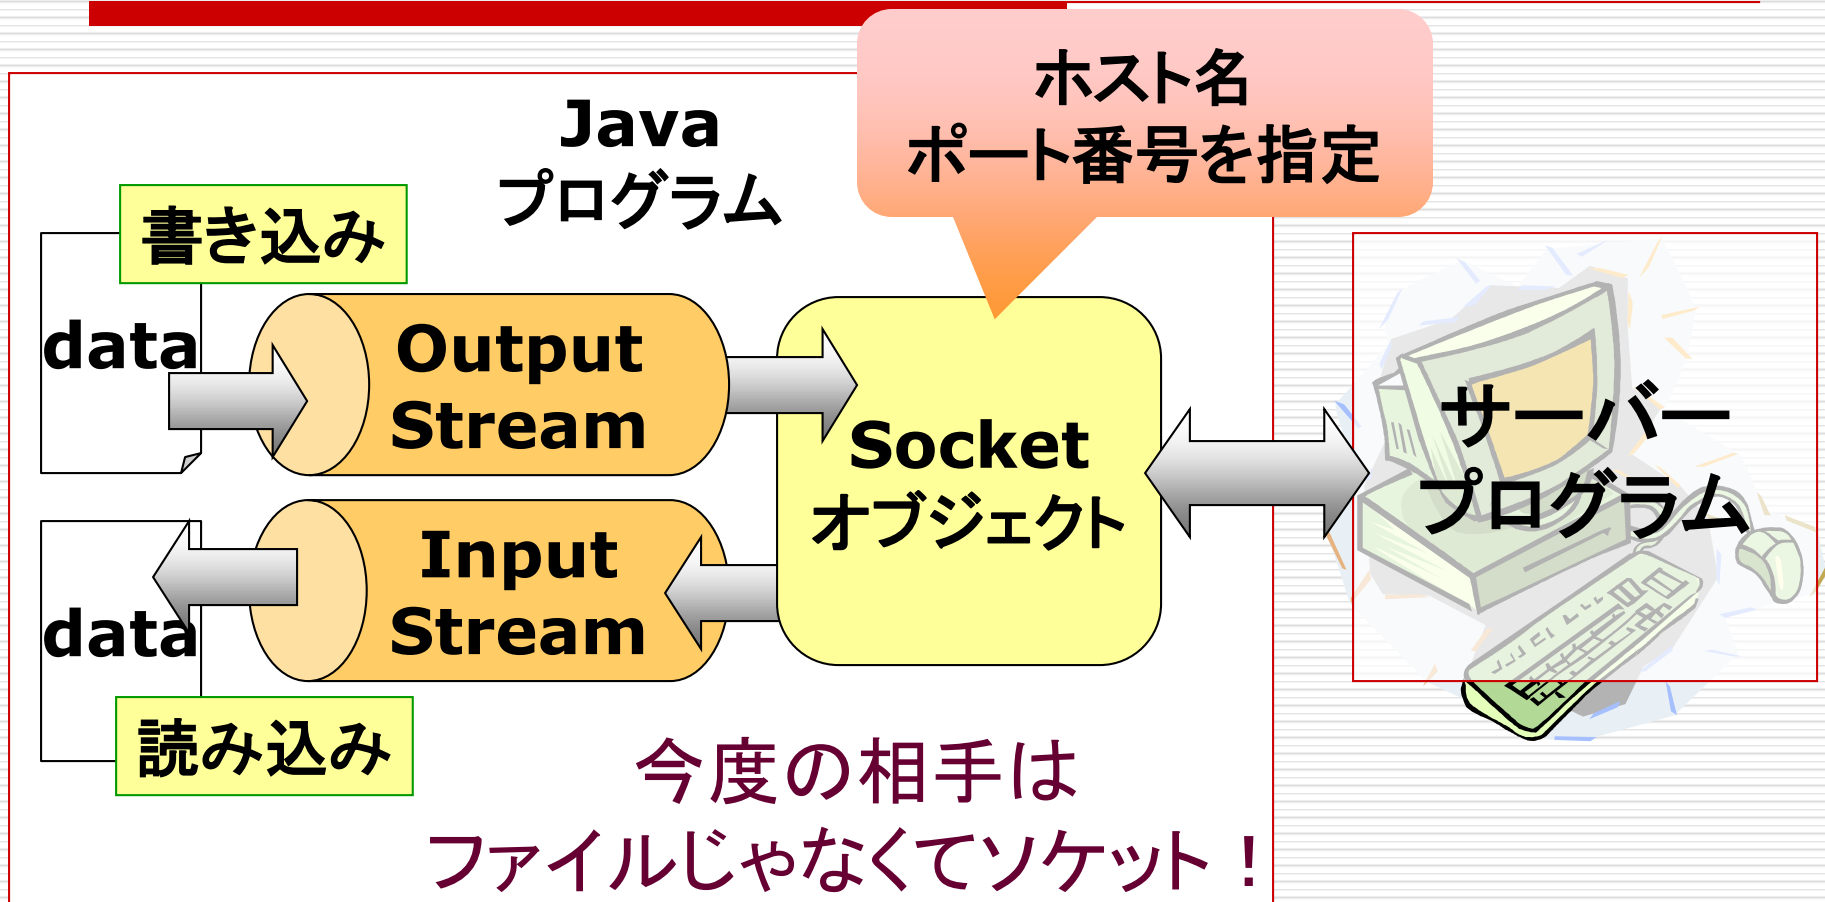 ホスト名
ポート番号を指定
Java
プログラム
書き込み
data
Output
Stream
Socket
オブジェクト
サーバー
プログラム
Input
Stream
data
読み込み
今度の相手は
ファイルじゃなくてソケット！